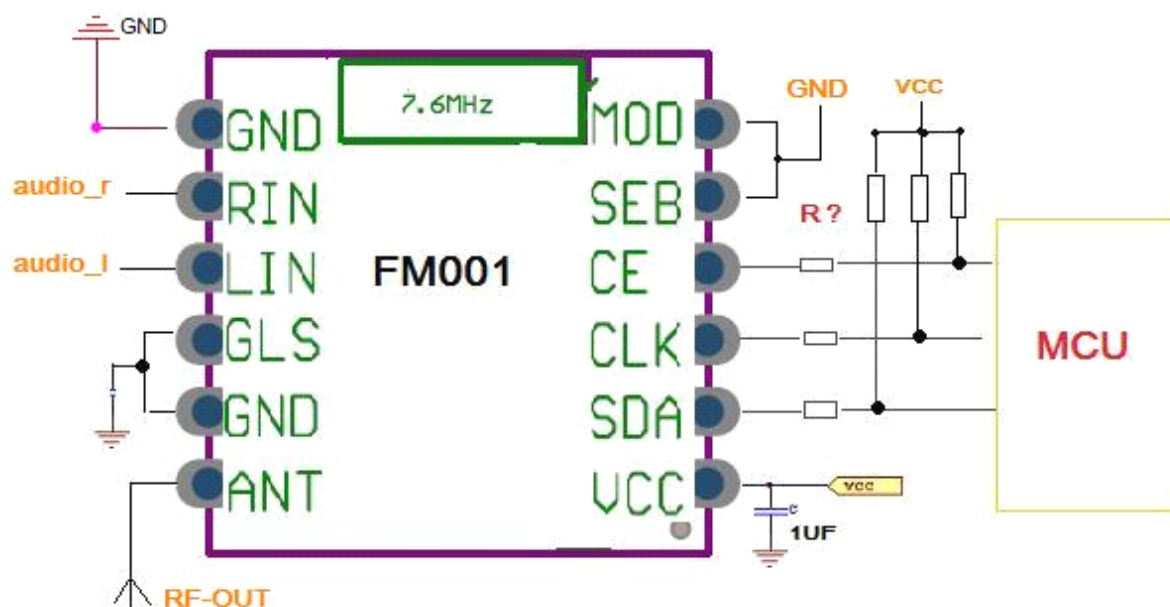 GND
7.6MHz
GND
MOD
GND
VCC
audio_r
RIN
SEB
R?
audio_l
LIN
FM001
CE
GLS
CLK
MCU
GND
SDA
ANT
VCC
vcc
c
1UF
RF-OUT